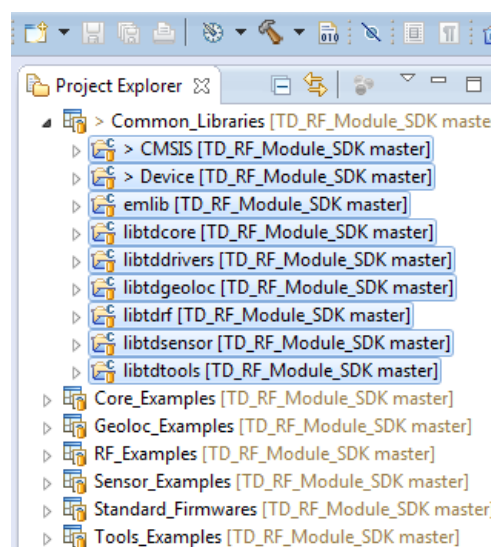 010
Project Explorer
> Common_Libraries [TD_RF_Module_SDK maste
> CMSIS [TD_RF_Module_SDK master]
> Device [TD_RF_Module_SDK master]
emlib [TD_RF_Module_SDK master]
libtdcore [TD_RF_Module_SDK master]
libtddrivers [TD_RF_Module_SDK master]
libtdgeoloc [TD_RF_Module_SDK master]
libtdrf [TD_RF_Module_SDK master]
libtdsensor [TD_RF_Module_SDK master]
libtdtools [TD_RF_Module_SDK master]
Core_Examples [TD_RF_Module_SDK master]
Geoloc_Examples [TD_RF_Module_SDK master]
RF_Examples [TD_RF_Module_SDK master]
Sensor_Examples [TD_RF_Module_SDK master]
Standard_Firmwares [TD_RF_Module_SDK master]
Tools_Examples [TD_RF_Module_SDK master]